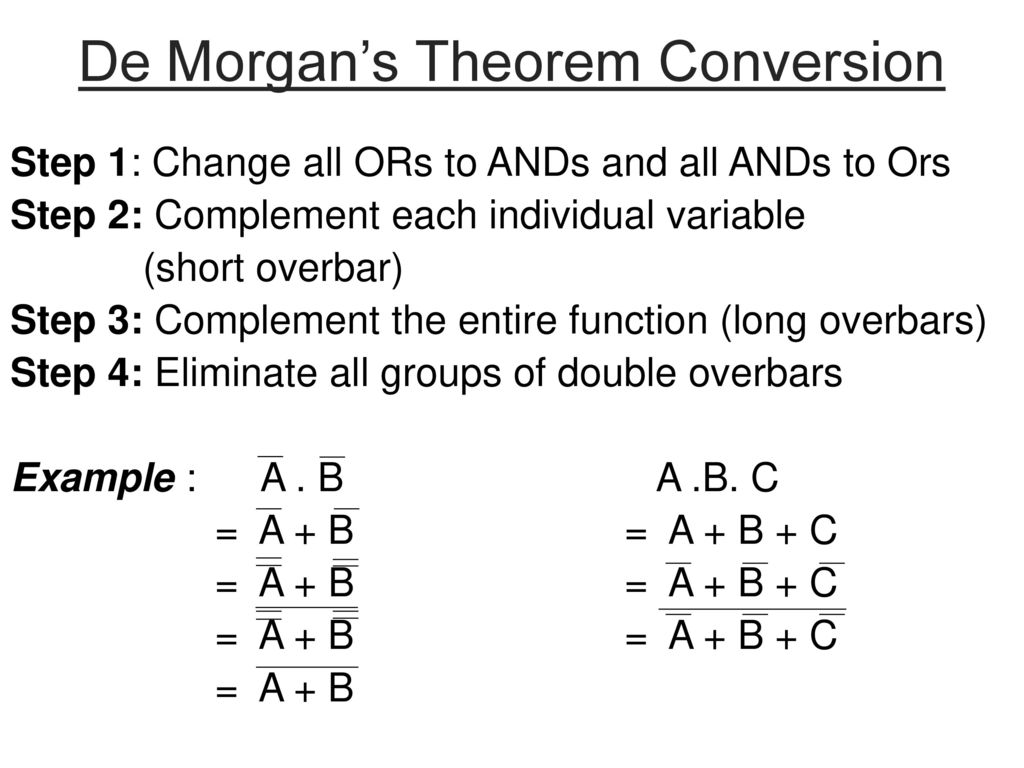 De Morgan’s Theorem Conversion
Step 1: Change all ORs to ANDs and all ANDs to Ors
Step 2: Complement each individual variable
(short overbar)
Step 3: Complement the entire function (long overbars)
Step 4: Eliminate all groups of double overbars
Example : A̅ . B̅ A .B. C
= A̅ + B̅ = A + B + C
= A̿ + B̿ = A̅ + B̅ + C̅
= A̿ + B̿ = A̅ + B̅ + C̅
= A + B